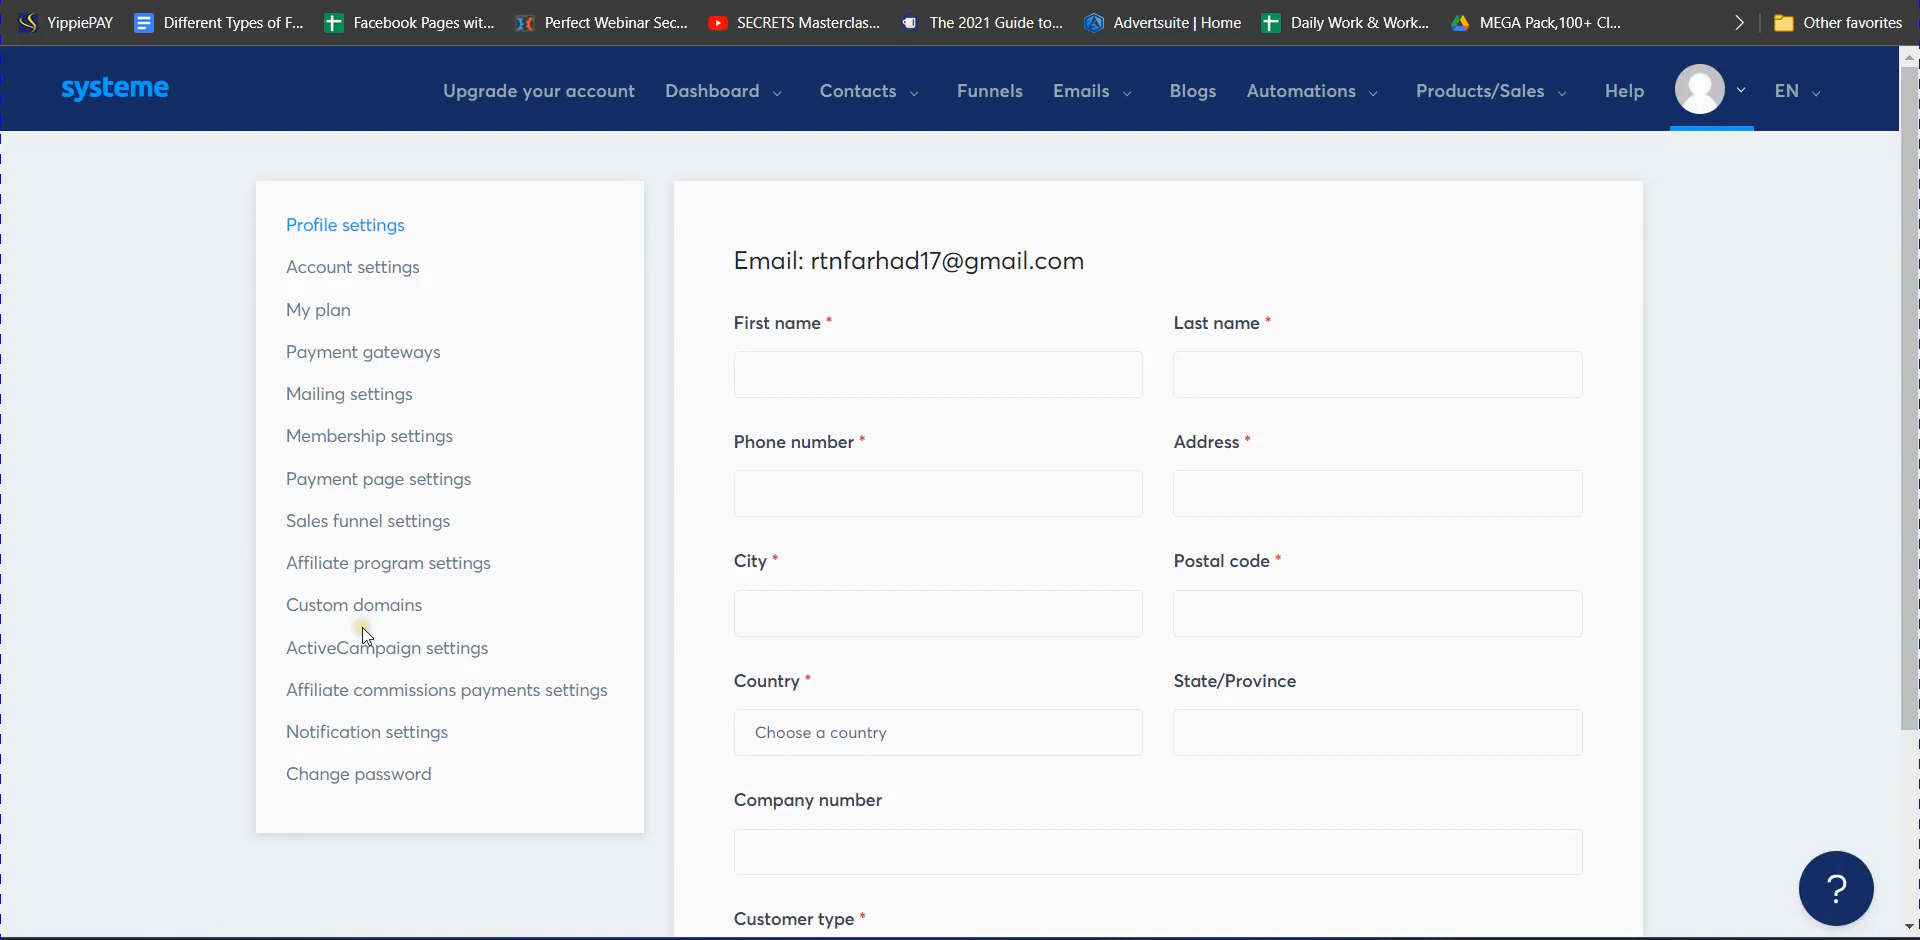 YippiePAY Different Types of F... Facebook Pages wit... Perfect Webinar Sec... SECRETS Masterclas... The 2021 Guide to... Advertsuite | Home Daily Work & Work... MEGA Pack,100+ Cl... Other favorites
systeme Upgrade your account Dashboard Contacts Funnels Emails Blogs Automations Products/Sales Help EN
Profile settings
Account settings
My plan
Payment gateways
Mailing settings
Membership settings
Payment page settings
Sales funnel settings
Affiliate program settings
Custom domains
ActiveCampaign settings
Affiliate commissions payments settings
Notification settings
Change password
Email: rtnfarhad17@gmail.com
First name * Last name *
Phone number * Address *
City * Postal code *
Country * State/Province
Choose a country
Company number
Customer type *
?